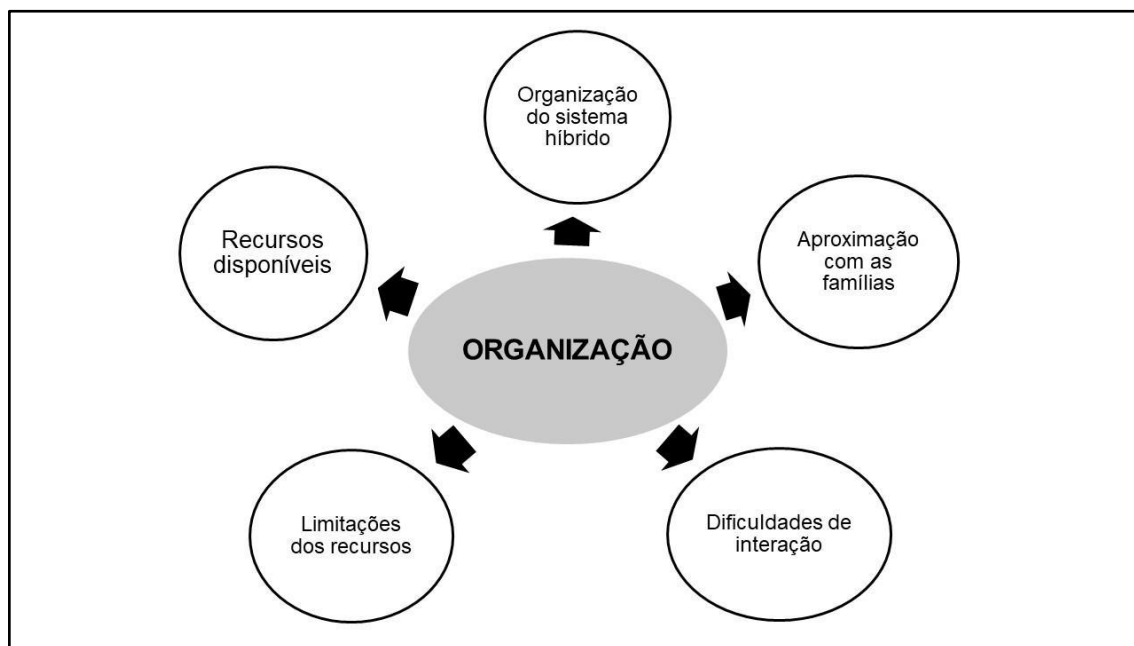 Organização
do sistema
híbrido
Recursos
disponíveis
Aproximação
com as
famílias
ORGANIZAÇÃO
Limitações
dos recursos
Dificuldades de
interação